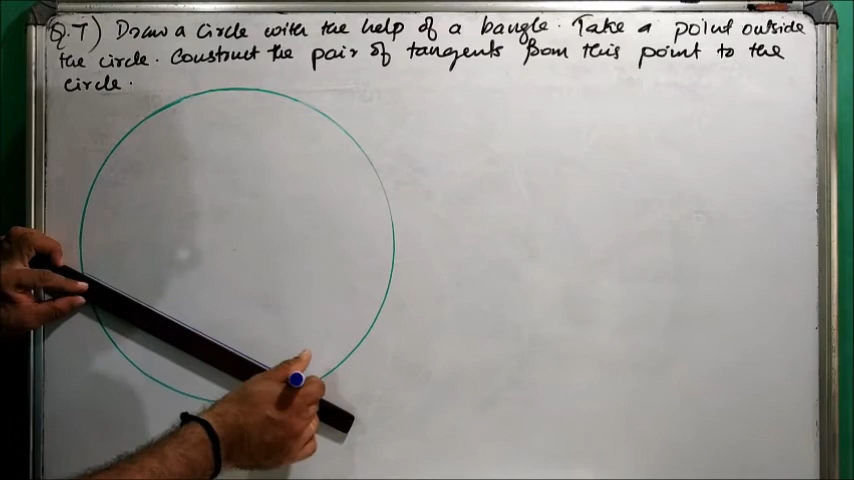 Q.7) Draw a Circle with the help of a bangle. Take a point outside
the circle. Construct the pair of tangents from this point to the
circle.